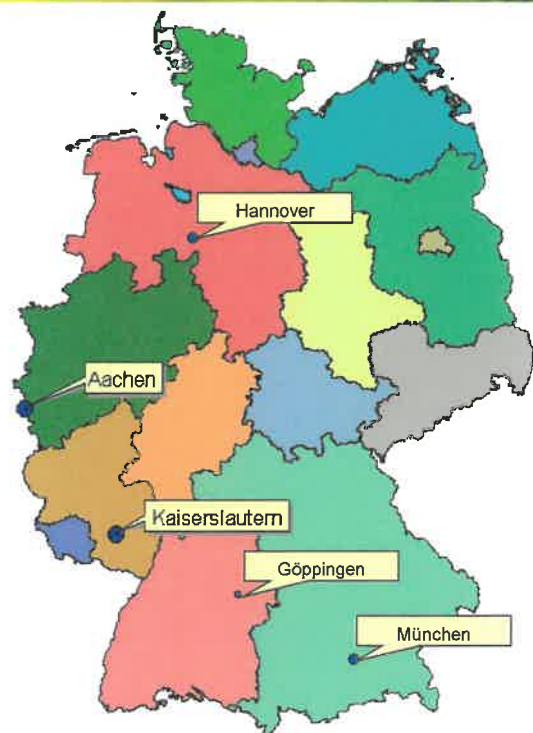 Hannover
Aachen
Kaiserslautern
Göppingen
München